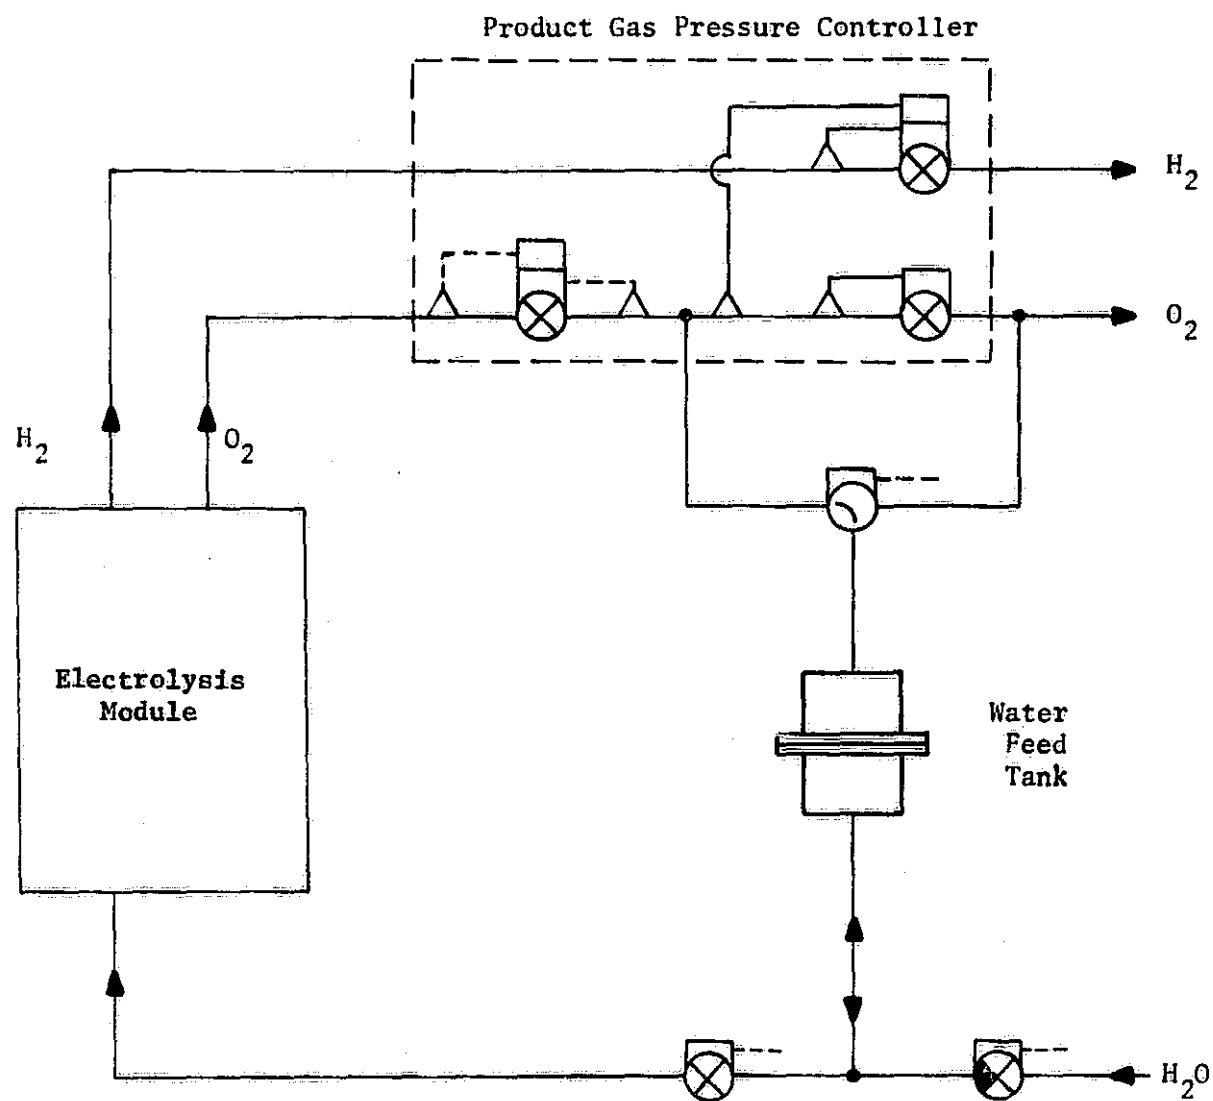 Product Gas Pressure Controller
H2
O2
H2
O2
Electrolysis
Module
Water
Feed
Tank
H2O